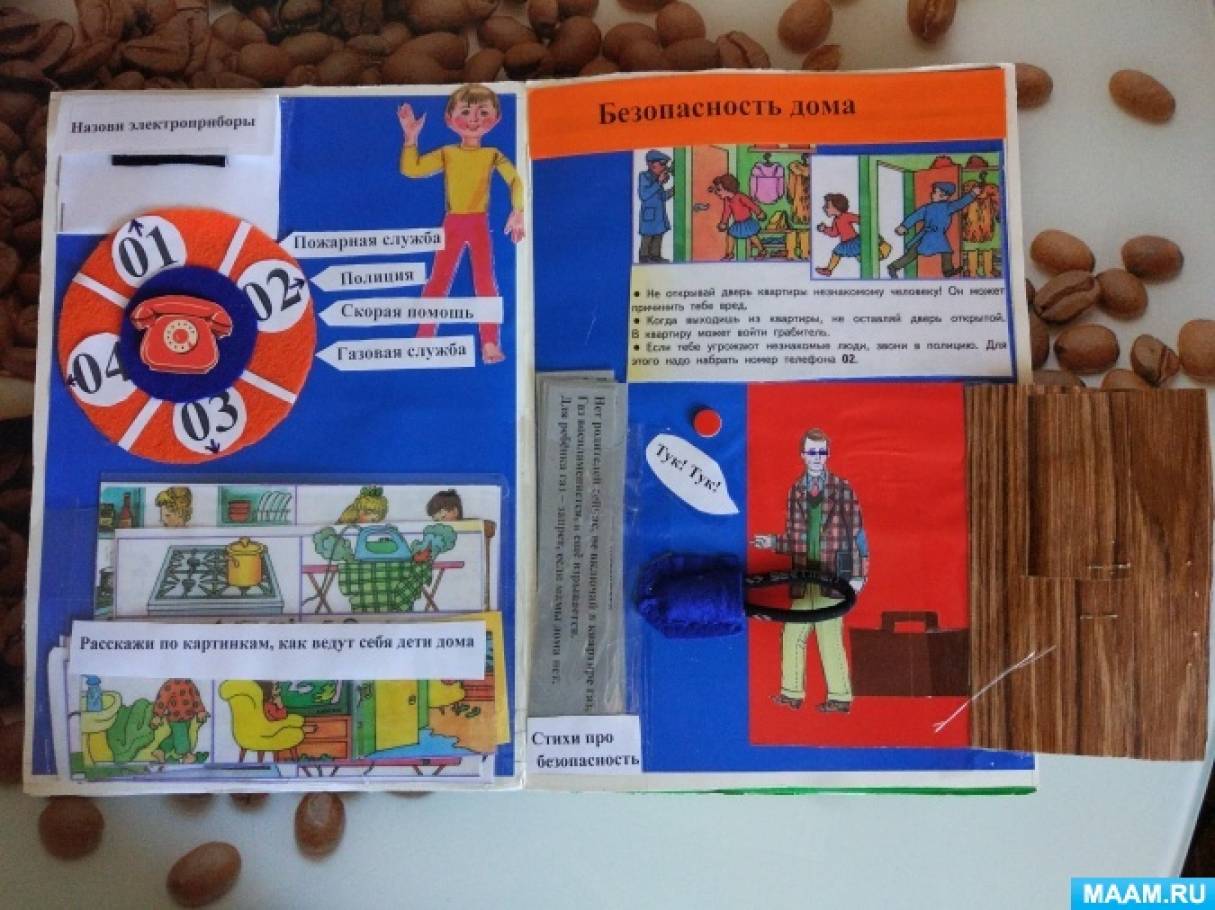 Назови электроприборы
01
02
04
03
Пожарная служба
Полиция
Скорая помощь
Газовая служба
Расскажи по картинкам, как ведут себя дети дома
Безопасность дома
• Не открывай дверь квартиры незнакомому человеку! Он может
причинить тебе вред.
• Когда выходишь из квартиры, не оставляй дверь открытой.
В квартиру может войти грабитель.
• Если тебе угрожают незнакомые люди, звони в полицию. Для
этого надо набрать номер телефона 02.
Нет родителей сейчас, не включай в квартире газ,
Газ воспламеняется, и ещё взрывается.
Для ребёнка газ – запрет, если мамы дома нет.
Тук! Тук!
Стихи про
безопасность
MAAM.RU